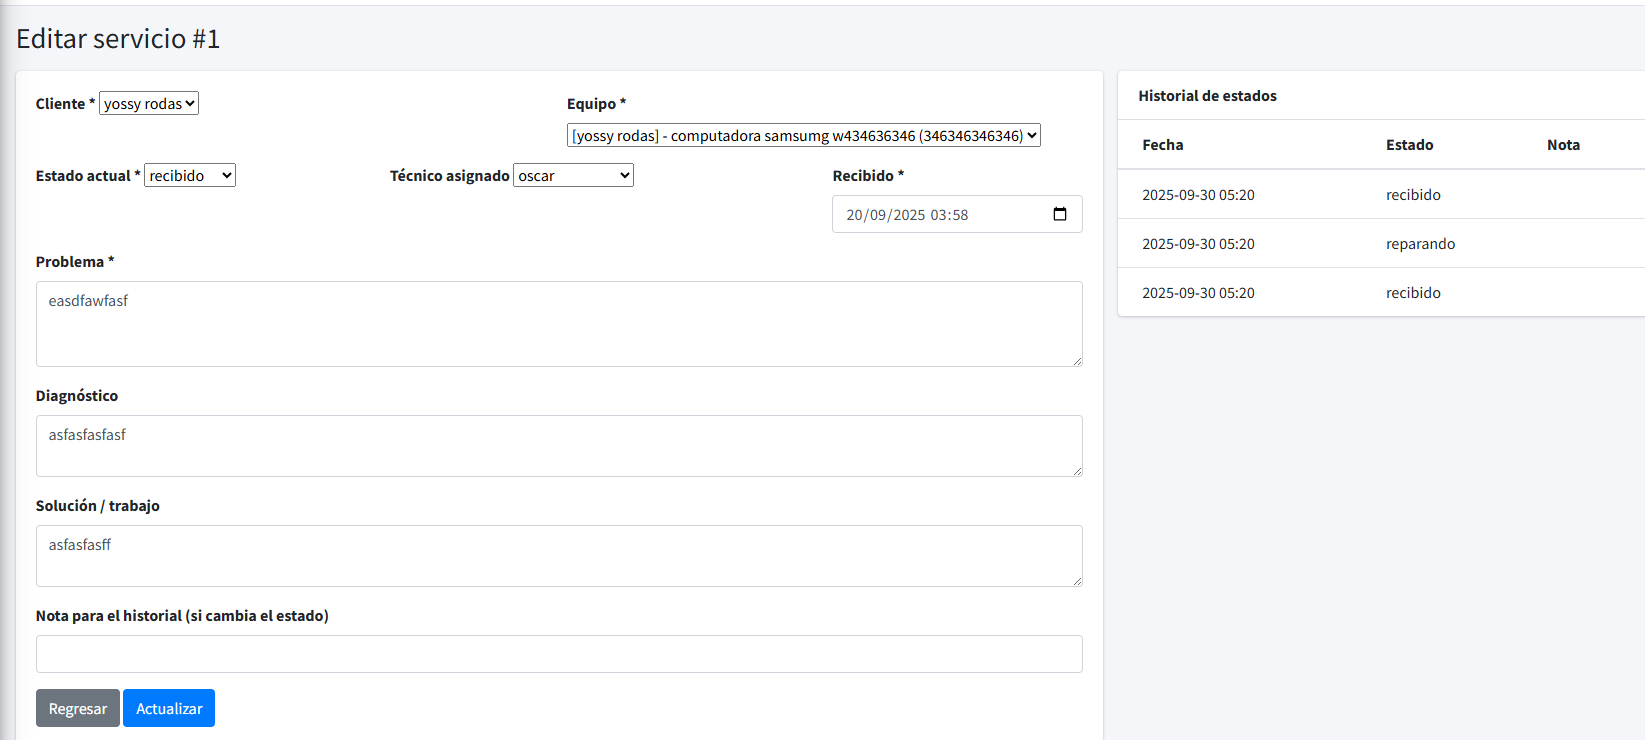 Editar servicio #1
Cliente * yossy rodas
Equipo *
[yossy rodas] - computadora samsumg w434636346 (346346346346)
Estado actual * recibido
Técnico asignado oscar
Recibido *
20/09/2025 03:58
Problema *
easdfawfasf
Diagnóstico
asfasfasfasf
Solución / trabajo
asfasfasff
Nota para el historial (si cambia el estado)
Regresar Actualizar
Historial de estados
Fecha Estado Nota
2025-09-30 05:20 recibido
2025-09-30 05:20 reparando
2025-09-30 05:20 recibido